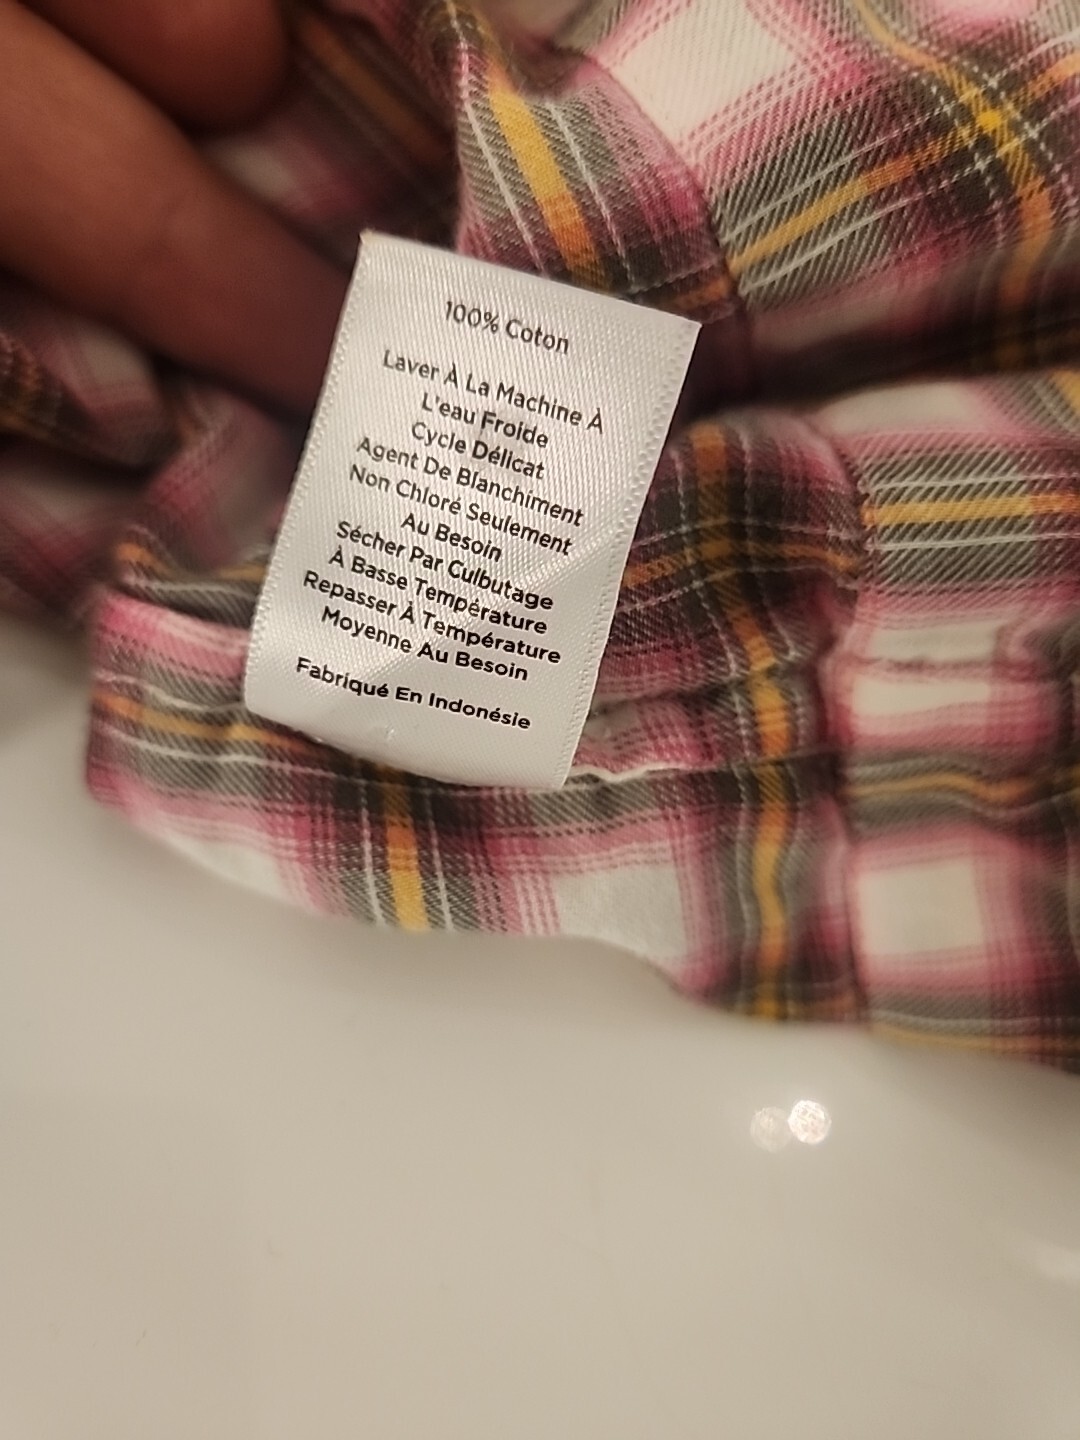 100% Coton
Laver À La Machine À
L'eau Froide
Cycle Délicat
Agent De Blanchiment
Non Chloré Seulement
Au Besoin
Sécher Par Culbutage
À Basse Température
Repasser À Température
Moyenne Au Besoin
Fabriqué En Indonésie